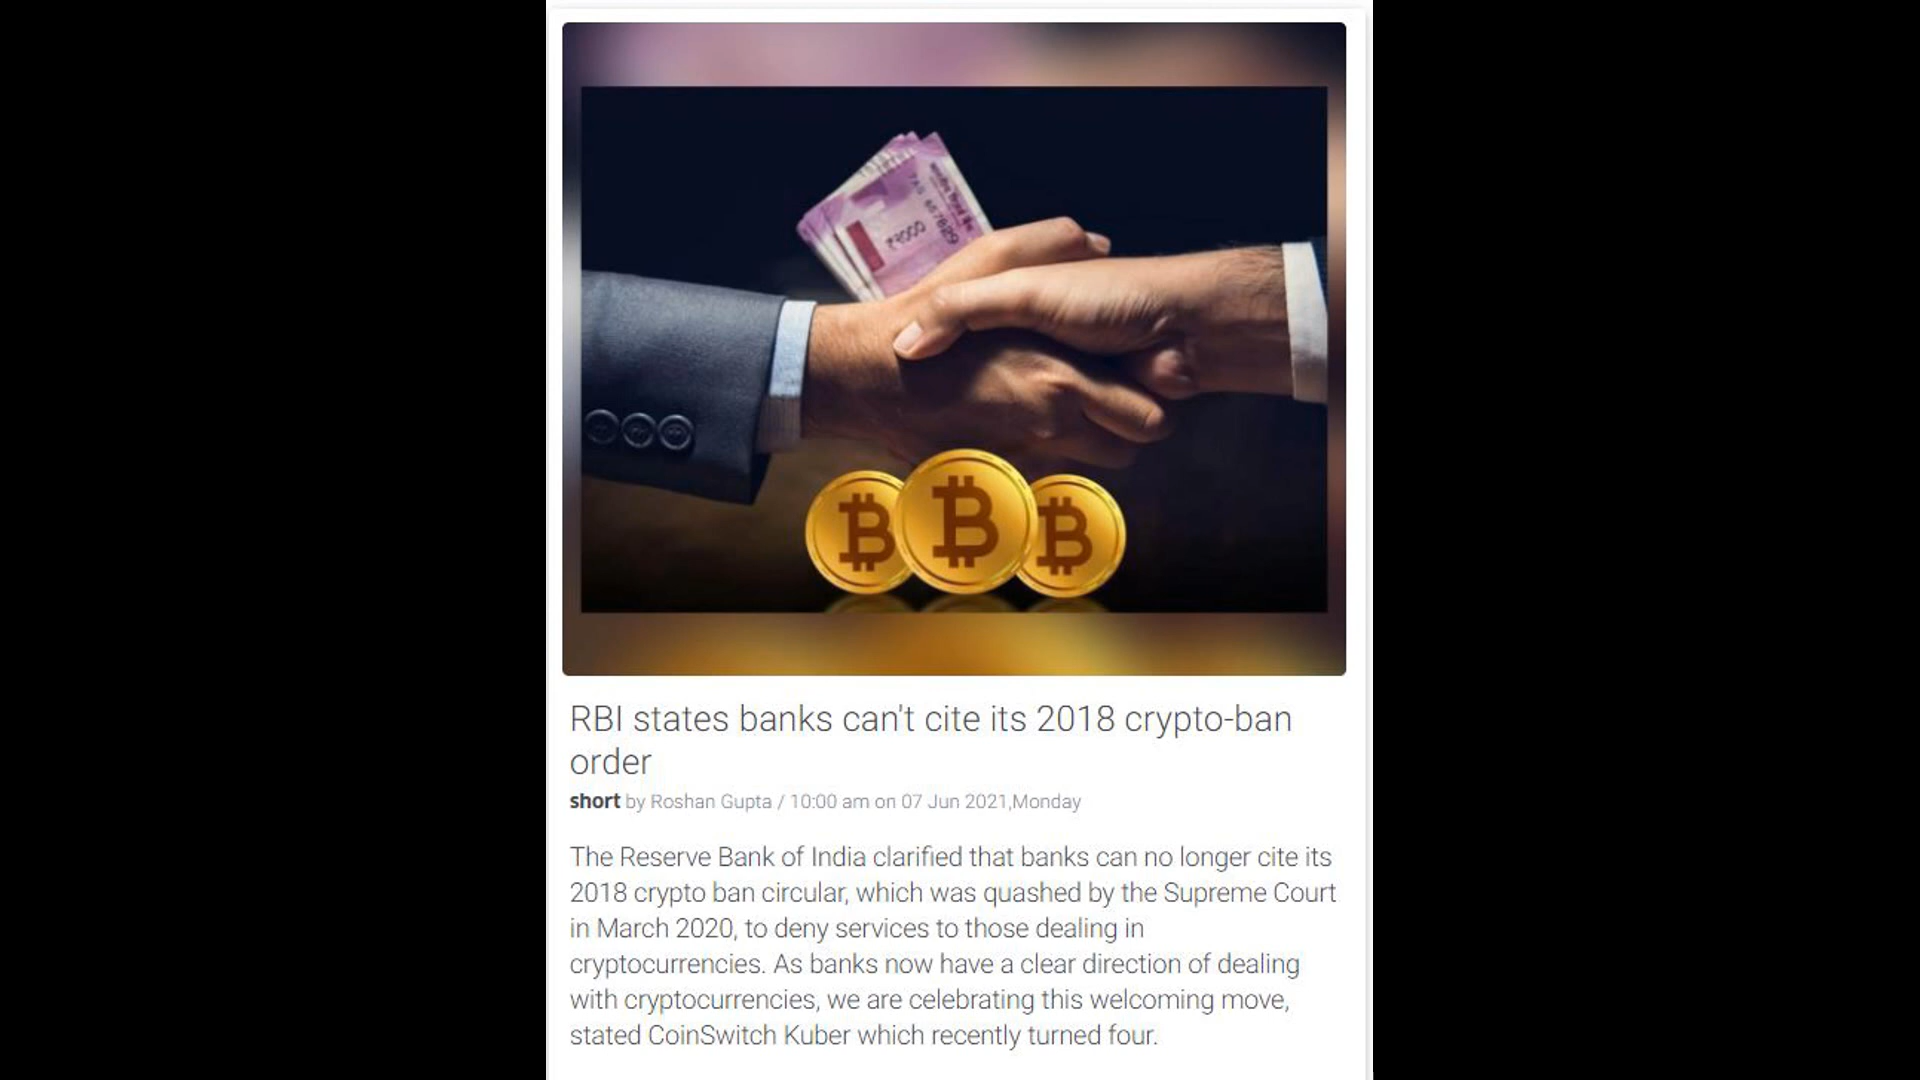 ₹2000
7AG 657829
RBI states banks can't cite its 2018 crypto-ban
order
short by Roshan Gupta / 10:00 am on 07 Jun 2021,Monday
The Reserve Bank of India clarified that banks can no longer cite its
2018 crypto ban circular, which was quashed by the Supreme Court
in March 2020, to deny services to those dealing in
cryptocurrencies. As banks now have a clear direction of dealing
with cryptocurrencies, we are celebrating this welcoming move,
stated CoinSwitch Kuber which recently turned four.